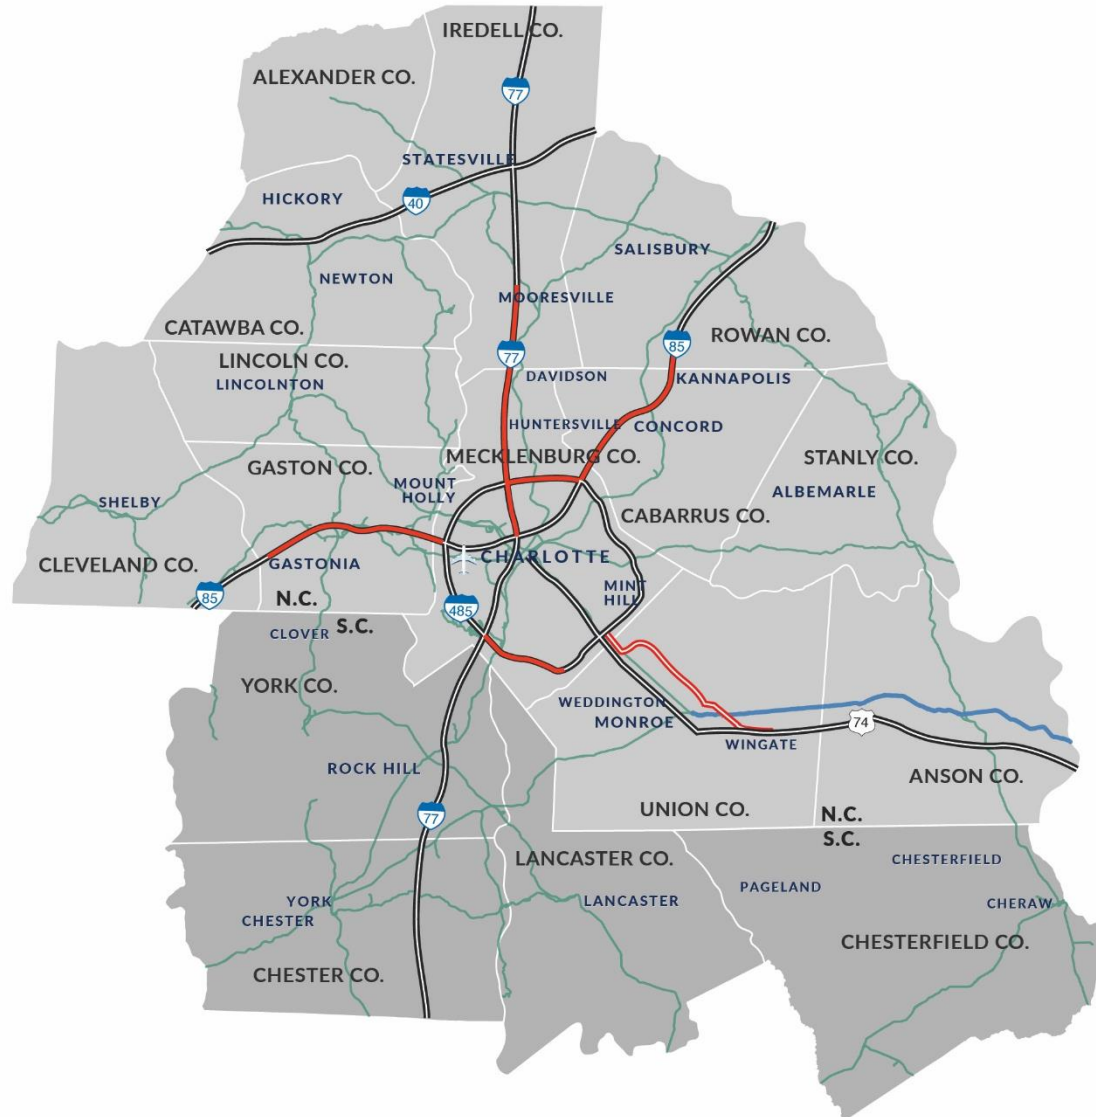 IREDELL CO.
ALEXANDER CO.
77
STATESVILLE
HICKORY
40
SALISBURY
NEWTON
MOORESVILLE
CATAWBA CO.
ROWAN CO.
85
77
LINCOLN CO.
LINCOLNTON
DAVIDSON
KANNAPOLIS
HUNTERSVILLE
CONCORD
MECKLENBURG CO.
GASTON CO.
STANLY CO.
MOUNT
HOLLY
ALBEMARLE
SHELBY
CABARRUS CO.
CHARLOTTE
CLEVELAND CO.
GASTONIA
MINT
HILL
85
N.C.
485
S.C.
CLOVER
YORK CO.
WEDDINGTON
MONROE
74
WINGATE
ROCK HILL
ANSON CO.
UNION CO.
N.C.
77
S.C.
LANCASTER CO.
CHESTERFIELD
PAGELAND
YORK
LANCASTER
CHERAW
CHESTER
CHESTERFIELD CO.
CHESTER CO.